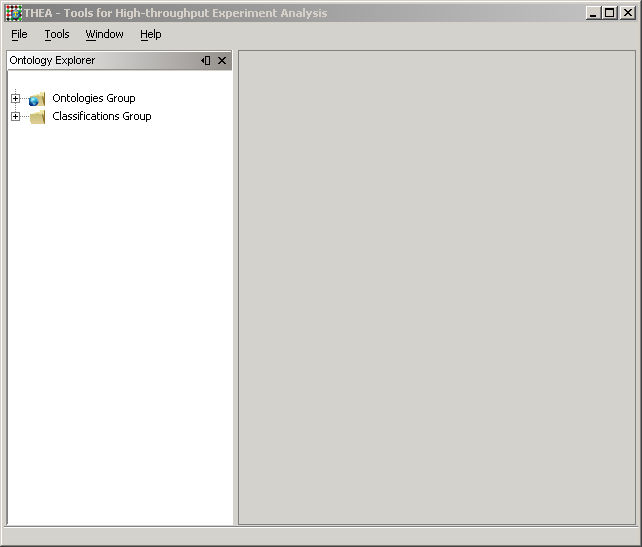 THEA - Tools for High-throughput Experiment Analysis
File Tools Window Help
Ontology Explorer
Ontologies Group
Classifications Group